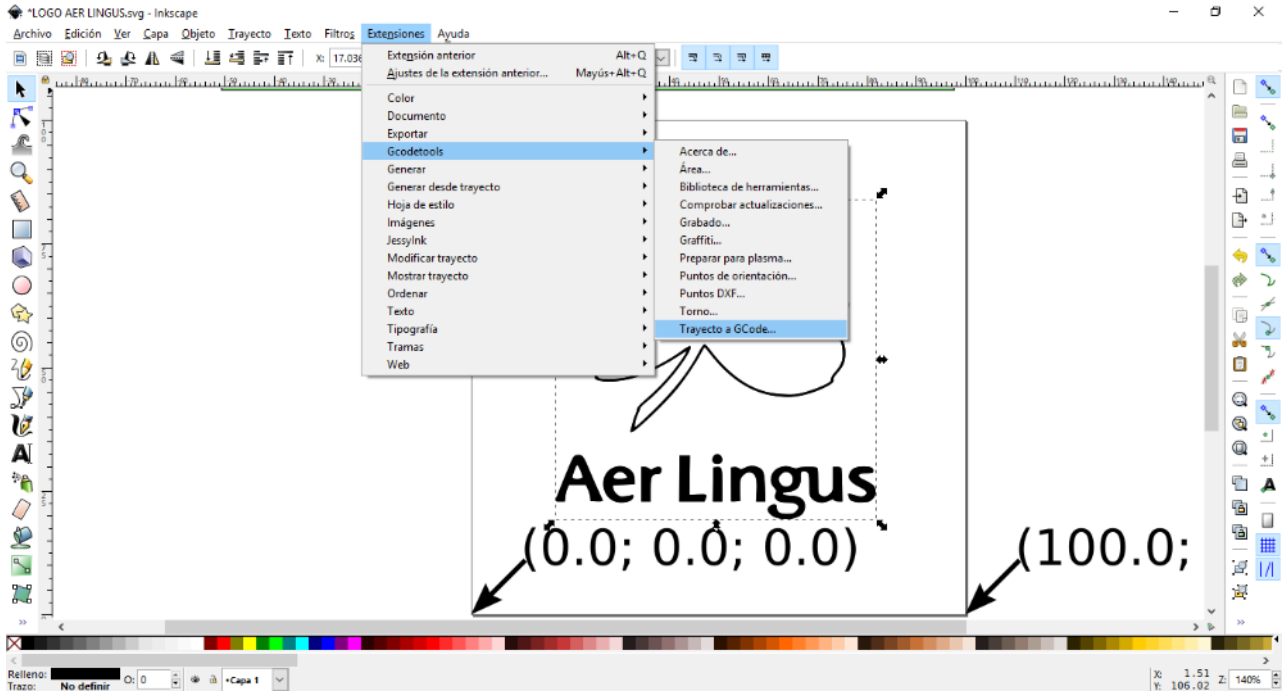 *LOGO AER LINGUS.svg - Inkscape
Archivo Edición Ver Capa Objeto Trayecto Texto Filtros Extensiones Ayuda
X: 17.036
Extensión anterior Alt+Q
Ajustes de la extensión anterior... Mayús+Alt+Q
Color
Documento
Exportar
Gcodetools
Generar
Generar desde trayecto
Hoja de estilo
Imágenes
JessyInk
Modificar trayecto
Mostrar trayecto
Ordenar
Texto
Tipografía
Tramas
Web
Acerca de...
Área...
Biblioteca de herramientas...
Comprobar actualizaciones...
Grabado...
Graffiti...
Preparar para plasma...
Puntos de orientación...
Puntos DXF...
Torno...
Trayecto a GCode...
Aer Lingus
(0.0; 0.0; 0.0)
(100.0;
Relleno:
Trazo: No definir
O: 0
•Capa 1
X: 1.51
Y: 106.02
Z: 140%